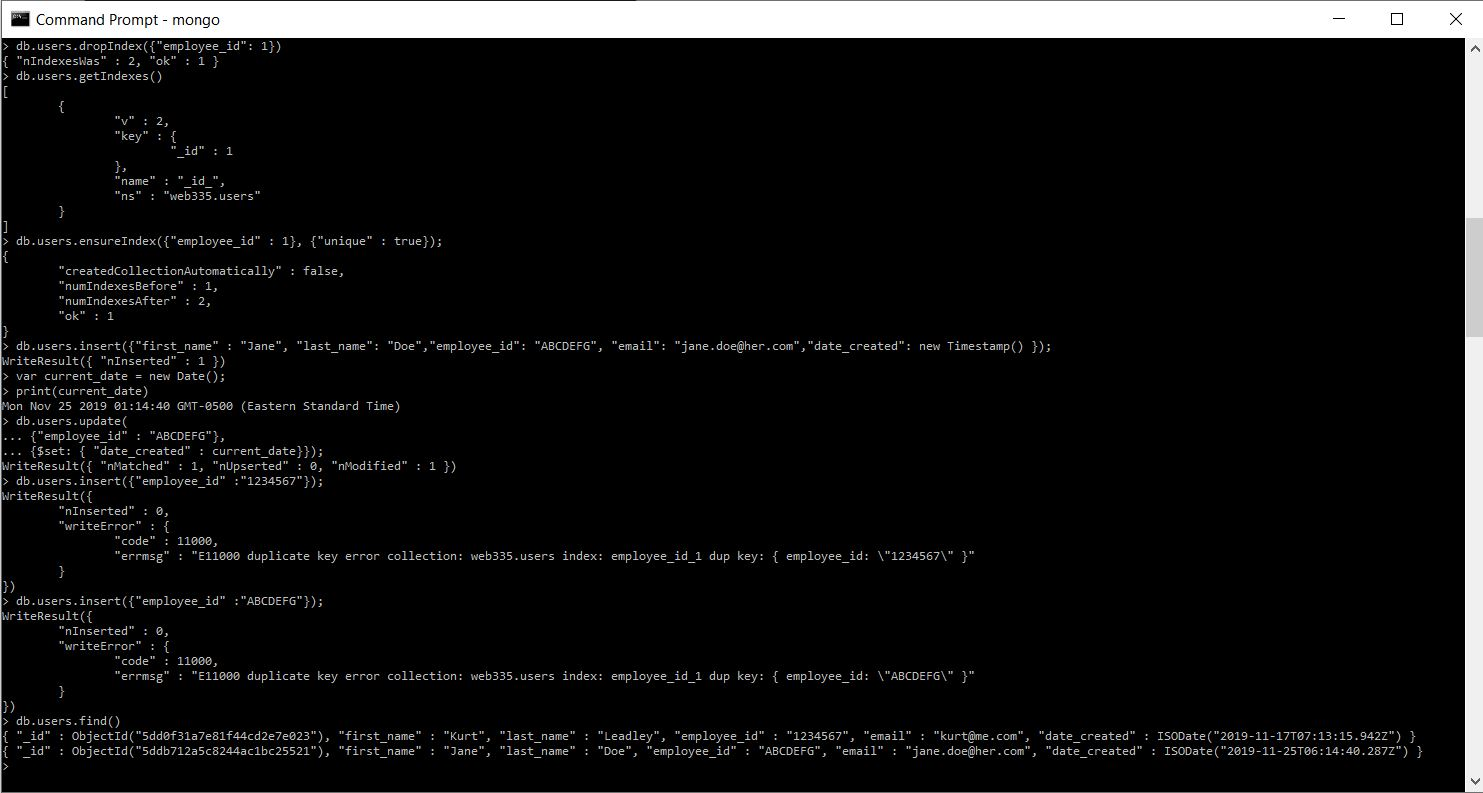 Command Prompt - mongo
> db.users.dropIndex({"employee_id": 1})
{ "nIndexesWas" : 2, "ok" : 1 }
> db.users.getIndexes()
[
        {
                "v" : 2,
                "key" : {
                        "_id" : 1
                },
                "name" : "_id_",
                "ns" : "web335.users"
        }
]
> db.users.ensureIndex({"employee_id" : 1}, {"unique" : true});
{
        "createdCollectionAutomatically" : false,
        "numIndexesBefore" : 1,
        "numIndexesAfter" : 2,
        "ok" : 1
}
> db.users.insert({"first_name" : "Jane", "last_name": "Doe","employee_id": "ABCDEFG", "email": "jane.doe@her.com","date_created": new Timestamp() });
WriteResult({ "nInserted" : 1 })
> var current_date = new Date();
> print(current_date)
Mon Nov 25 2019 01:14:40 GMT-0500 (Eastern Standard Time)
> db.users.update(
... {"employee_id" : "ABCDEFG"},
... {$set: { "date_created" : current_date}});
WriteResult({ "nMatched" : 1, "nUpserted" : 0, "nModified" : 1 })
> db.users.insert({"employee_id" :"1234567"});
WriteResult({
        "nInserted" : 0,
        "writeError" : {
                "code" : 11000,
                "errmsg" : "E11000 duplicate key error collection: web335.users index: employee_id_1 dup key: { employee_id: \"1234567\" }"
        }
})
> db.users.insert({"employee_id" :"ABCDEFG"});
WriteResult({
        "nInserted" : 0,
        "writeError" : {
                "code" : 11000,
                "errmsg" : "E11000 duplicate key error collection: web335.users index: employee_id_1 dup key: { employee_id: \"ABCDEFG\" }"
        }
})
> db.users.find()
{ "_id" : ObjectId("5dd0f31a7e81f44cd2e7e023"), "first_name" : "Kurt", "last_name" : "Leadley", "employee_id" : "1234567", "email" : "kurt@me.com", "date_created" : ISODate("2019-11-17T07:13:15.942Z") }
{ "_id" : ObjectId("5ddb712a5c8244ac1bc25521"), "first_name" : "Jane", "last_name" : "Doe", "employee_id" : "ABCDEFG", "email" : "jane.doe@her.com", "date_created" : ISODate("2019-11-25T06:14:40.287Z") }
>